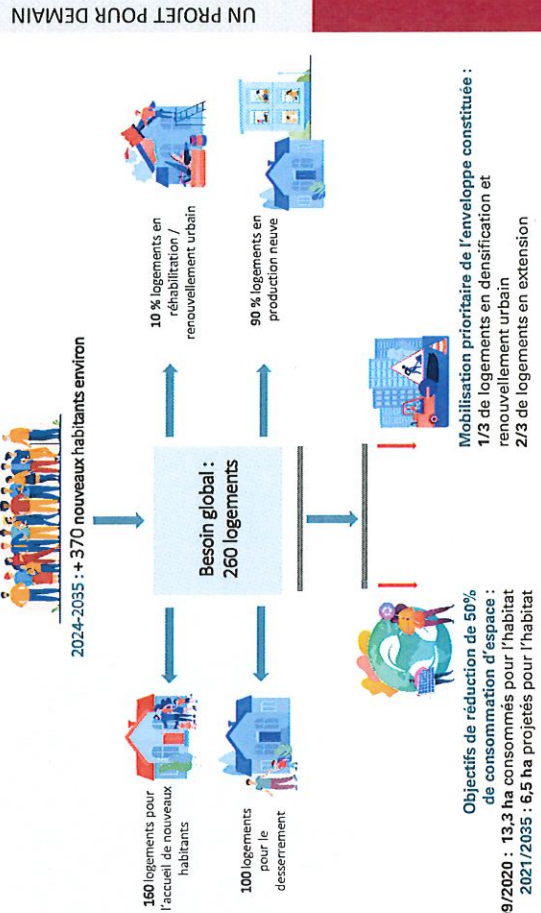 UN PROJET POUR DEMAIN
2024-2035 : + 370 nouveaux habitants environ
160 logements pour
l'accueil de nouveaux
habitants
100 logements
pour le
desserrement
Besoin global :
260 logements
10 % logements en
réhabilitation /
renouvellement urbain
90 % logements en
production neuve
Objectifs de réduction de 50%
de consommation d'espace :
9/2020 : 13,3 ha consommés pour l'habitat
2021/2035 : 6,5 ha projetés pour l'habitat
Mobilisation prioritaire de l'enveloppe constituée :
1/3 de logements en densification et
renouvellement urbain
2/3 de logements en extension